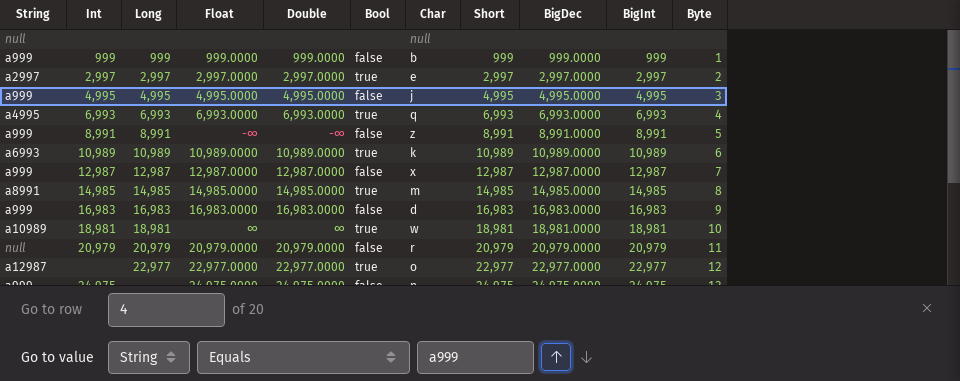 String Int Long Float Double Bool Char Short BigDec BigInt Byte
null null
a999 999 999 999.0000 999.0000 false b 999 999.0000 999 1
a2997 2,997 2,997 2,997.0000 2,997.0000 true e 2,997 2,997.0000 2,997 2
a999 4,995 4,995 4,995.0000 4,995.0000 false j 4,995 4,995.0000 4,995 3
a4995 6,993 6,993 6,993.0000 6,993.0000 true q 6,993 6,993.0000 6,993 4
a999 8,991 8,991 -∞ -∞ false z 8,991 8,991.0000 8,991 5
a6993 10,989 10,989 10,989.0000 10,989.0000 true k 10,989 10,989.0000 10,989 6
a999 12,987 12,987 12,987.0000 12,987.0000 false x 12,987 12,987.0000 12,987 7
a8991 14,985 14,985 14,985.0000 14,985.0000 true m 14,985 14,985.0000 14,985 8
a999 16,983 16,983 16,983.0000 16,983.0000 false d 16,983 16,983.0000 16,983 9
a10989 18,981 18,981 ∞ ∞ true w 18,981 18,981.0000 18,981 10
null 20,979 20,979 20,979.0000 20,979.0000 false r 20,979 20,979.0000 20,979 11
a12987 22,977 22,977.0000 22,977.0000 true o 22,977 22,977.0000 22,977 12
Go to row 4 of 20
Go to value String Equals a999